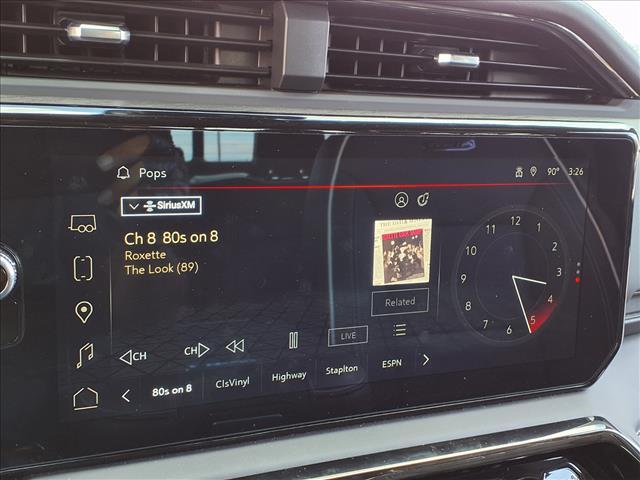 Pops
90° 3:26
SiriusXM
Ch 8 80s on 8
Roxette
The Look (89)
Related
12
1
2
3
4
5
6
7
8
9
10
11
CH
CH
LIVE
80s on 8 ClsVinyl Highway Staplton ESPN